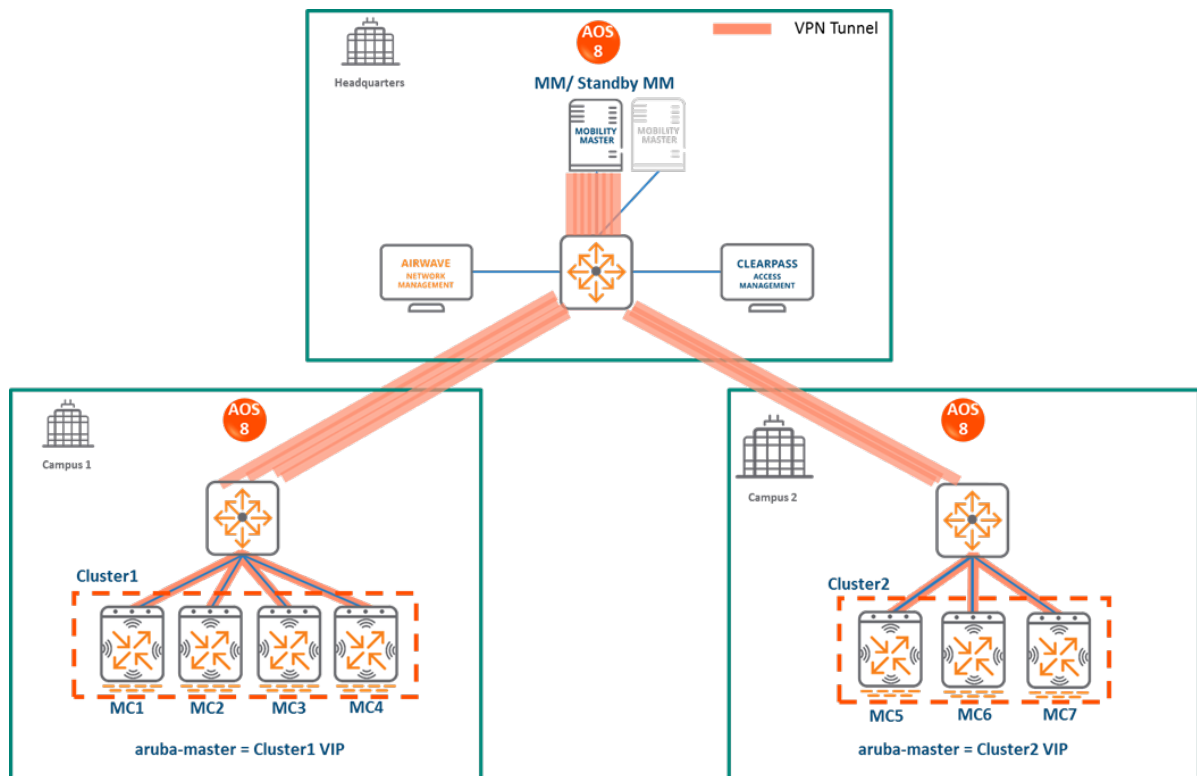 AOS
8
VPN Tunnel
Headquarters
MM/ Standby MM
MOBILITY
MASTER
MOBILITY
MASTER
AIRWAVE
NETWORK
MANAGEMENT
CLEARPASS
ACCESS
MANAGEMENT
AOS
8
Campus 1
Cluster1
MC1
MC2
MC3
MC4
aruba-master = Cluster1 VIP
AOS
8
Campus 2
Cluster2
MC5
MC6
MC7
aruba-master = Cluster2 VIP